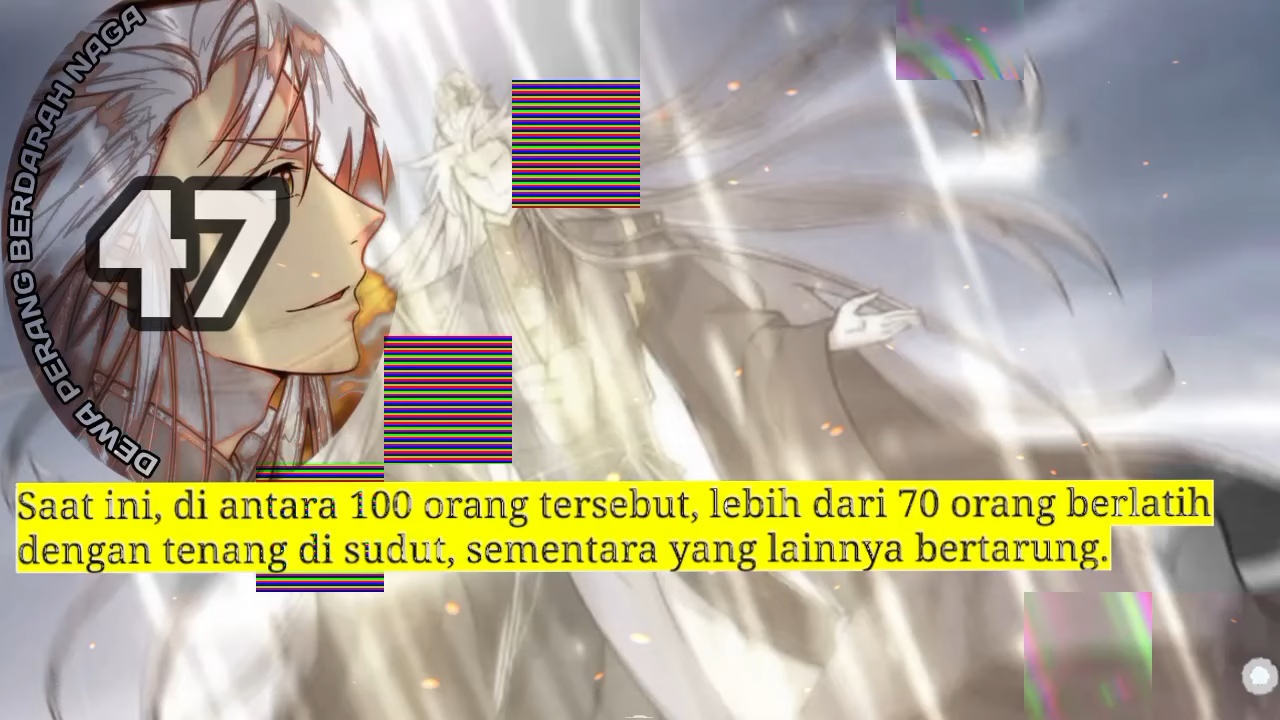 DEWA PERANG BERDARAH NAGA
47
Saat ini, di antara 100 orang tersebut, lebih dari 70 orang berlatih
dengan tenang di sudut, sementara yang lainnya bertarung.